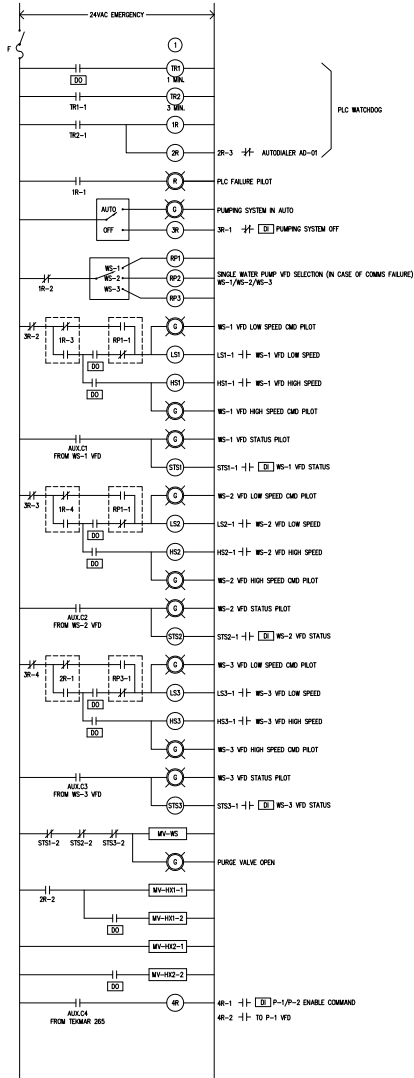 24VAC EMERGENCY
F
1
TR1
DO
1 MIN.
TR2
TR1-1
3 MIN.
PLC WATCHDOG
1R
TR2-1
2R
2R-3 AUTODIALER AD-01
R
PLC FAILURE PILOT
1R-1
AUTO
G
PUMPING SYSTEM IN AUTO
OFF
3R
3R-1 DI PUMPING SYSTEM OFF
RP1
WS-1
WS-2
RP2
SINGLE WATER PUMP VFD SELECTION (IN CASE OF COMMS FAILURE)
WS-1/WS-2/WS-3
1R-2
WS-3
RP3
G
WS-1 VFD LOW SPEED CMD PILOT
3R-2
1R-3
RP1-1
LS1
LS1-1 WS-1 VFD LOW SPEED
DO
HS1
HS1-1 WS-1 VFD HIGH SPEED
DO
G
WS-1 VFD HIGH SPEED CMD PILOT
G
WS-1 VFD STATUS PILOT
AUX.C1
FROM WS-1 VFD
STS1
STS1-1 DI WS-1 VFD STATUS
G
WS-2 VFD LOW SPEED CMD PILOT
3R-3
1R-4
RP1-1
LS2
LS2-1 WS-2 VFD LOW SPEED
DO
HS2
HS2-1 WS-2 VFD HIGH SPEED
DO
G
WS-2 VFD HIGH SPEED CMD PILOT
G
WS-2 VFD STATUS PILOT
AUX.C2
FROM WS-2 VFD
STS2
STS2-1 DI WS-2 VFD STATUS
G
WS-3 VFD LOW SPEED CMD PILOT
3R-4
2R-1
RP3-1
LS3
LS3-1 WS-3 VFD LOW SPEED
DO
HS3
HS3-1 WS-3 VFD HIGH SPEED
DO
G
WS-3 VFD HIGH SPEED CMD PILOT
G
WS-3 VFD STATUS PILOT
AUX.C3
FROM WS-3 VFD
STS3
STS3-1 DI WS-3 VFD STATUS
MV-WS
STS1-2 STS2-2 STS3-2
G
PURGE VALVE OPEN
MV-HX1-1
2R-2
MV-HX1-2
DO
MV-HX2-1
MV-HX2-2
DO
4R
4R-1 DI P-1/P-2 ENABLE COMMAND
AUX.C4
FROM TEKMAR 265
4R-2 TO P-1 VFD